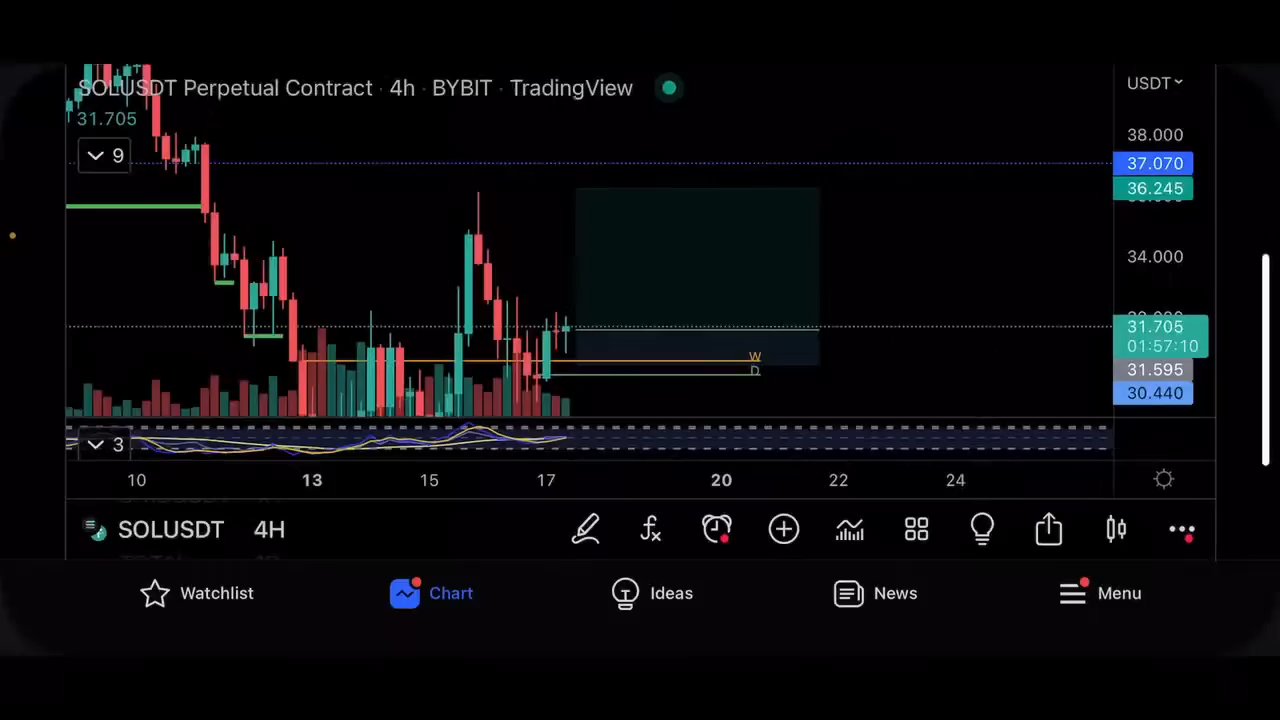 SOLUSDT Perpetual Contract · 4h · BYBIT · TradingView
USDT
31.705
9
38.000
37.070
36.245
34.000
31.705
01:57:10
31.595
30.440
W
D
3
10 13 15 17 20 22 24
SOLUSDT 4H
Watchlist Chart Ideas News Menu